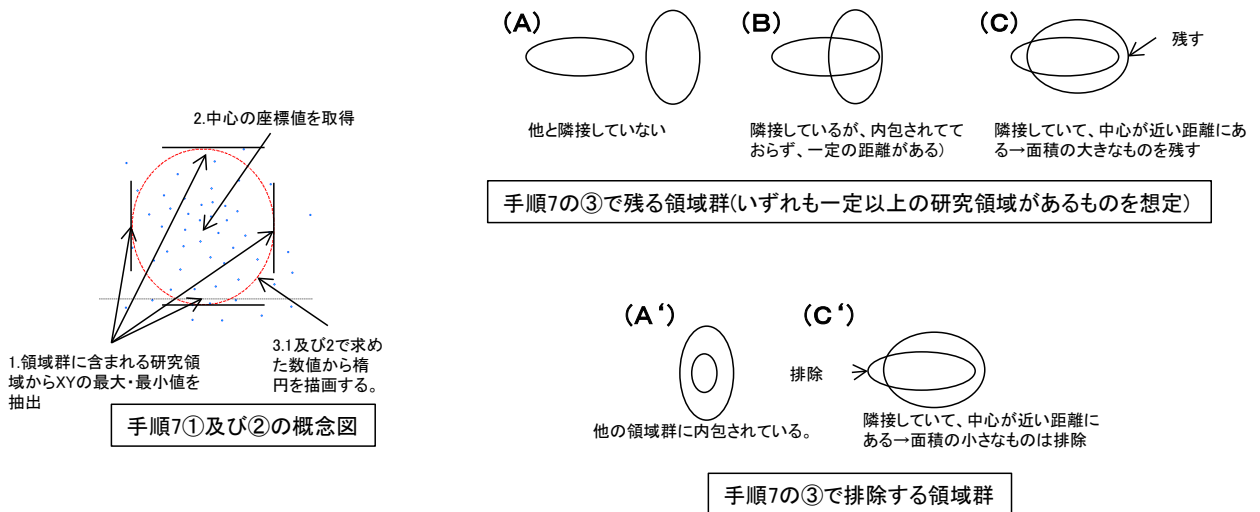 2.中心の座標値を取得
1.領域群に含まれる研究領
域からXYの最大・最小値を
抽出
3.1及び2で求め
た数値から楕
円を描画する。
手順7①及び②の概念図
(A)
他と隣接していない
(B)
隣接しているが、内包されてて
おらず、一定の距離がある）
(C)
残す
隣接していて、中心が近い距離にあ
る→面積の大きなものを残す
手順7の③で残る領域群(いずれも一定以上の研究領域があるものを想定)
(A‘)
他の領域群に内包されている。
(C‘)
排除
隣接していて、中心が近い距離に
ある→面積の小さなものは排除
手順7の③で排除する領域群